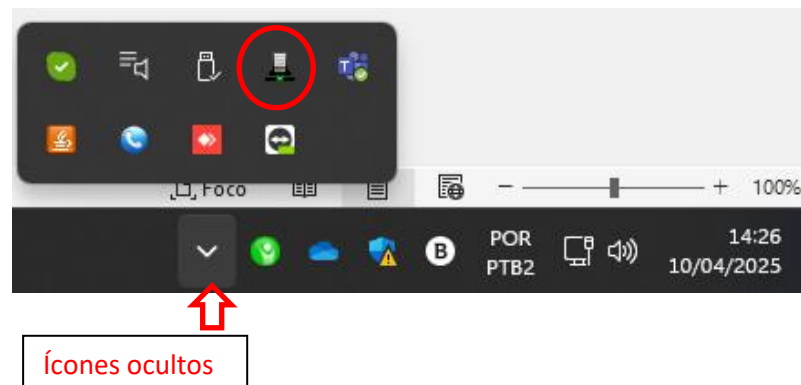 T
Foco
100%
B
POR
PTB2
14:26
10/04/2025
Ícones ocultos